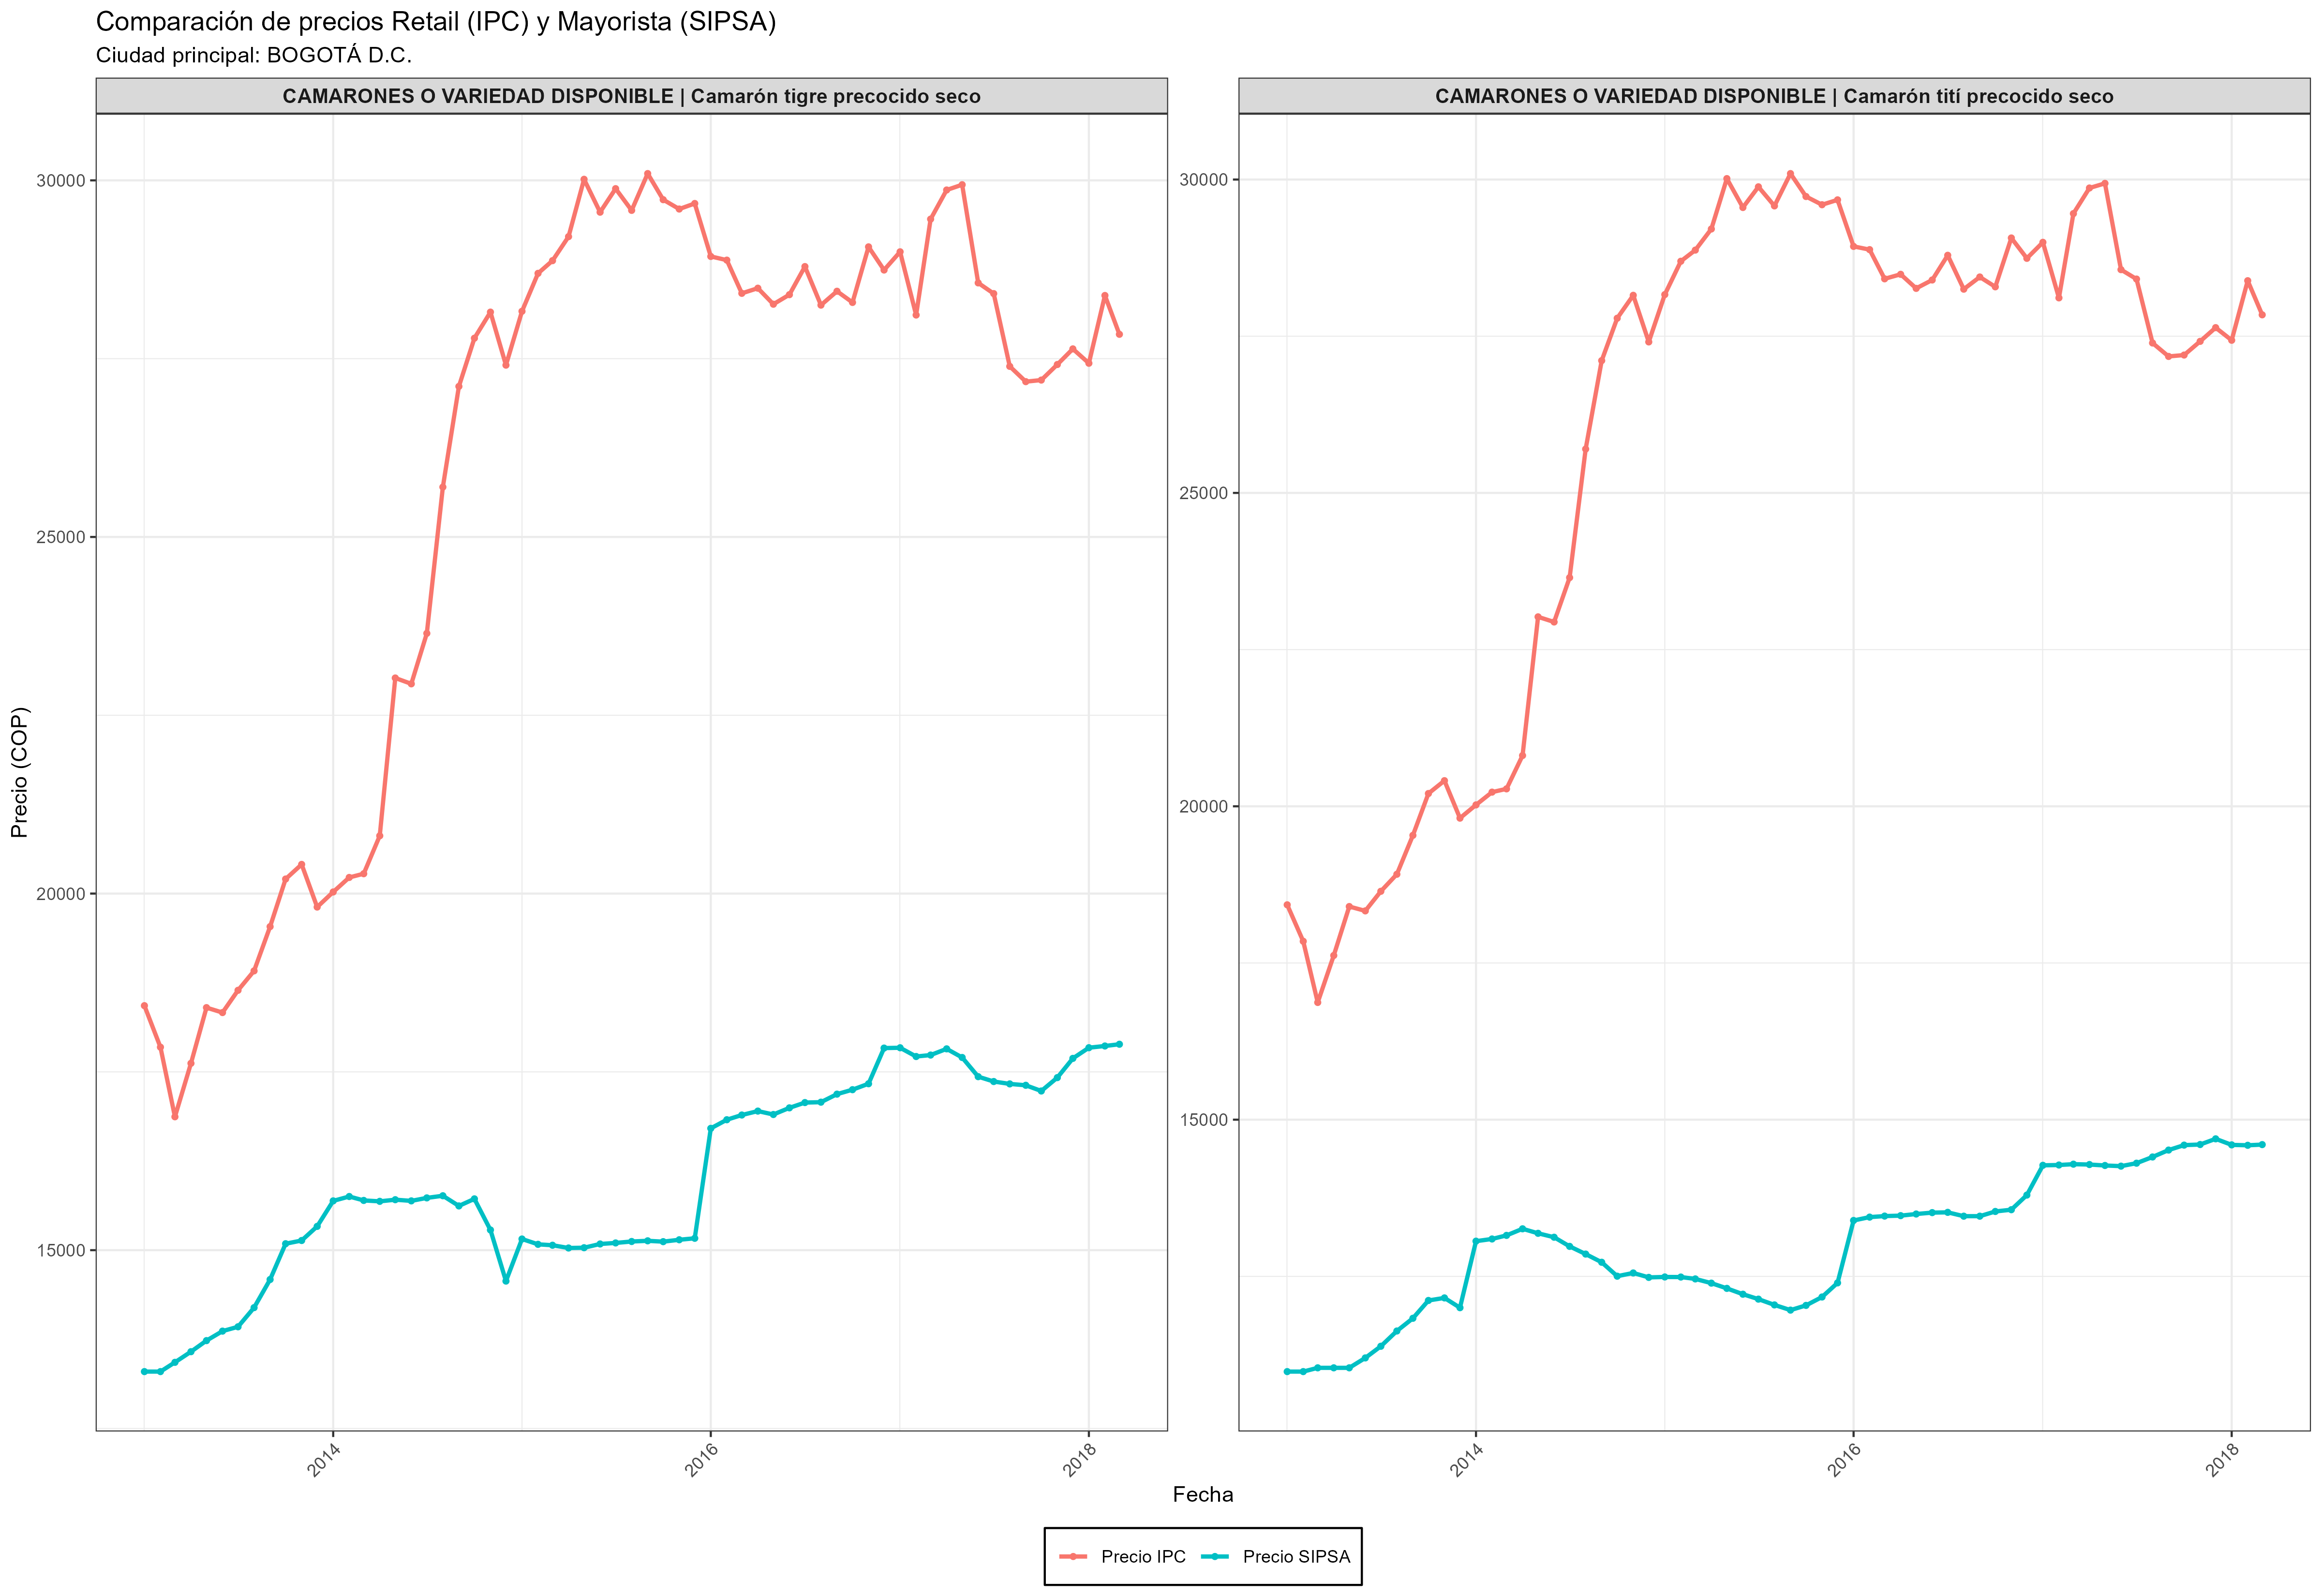 Comparación de precios Retail (IPC) y Mayorista (SIPSA)
Ciudad principal: BOGOTÁ D.C.
CAMARONES O VARIEDAD DISPONIBLE | Camarón tigre precocido seco
CAMARONES O VARIEDAD DISPONIBLE | Camarón tití precocido seco
Precio (COP)
30000
25000
20000
15000
30000
25000
20000
15000
2014
2016
2018
2014
2016
2018
Fecha
Precio IPC
Precio SIPSA